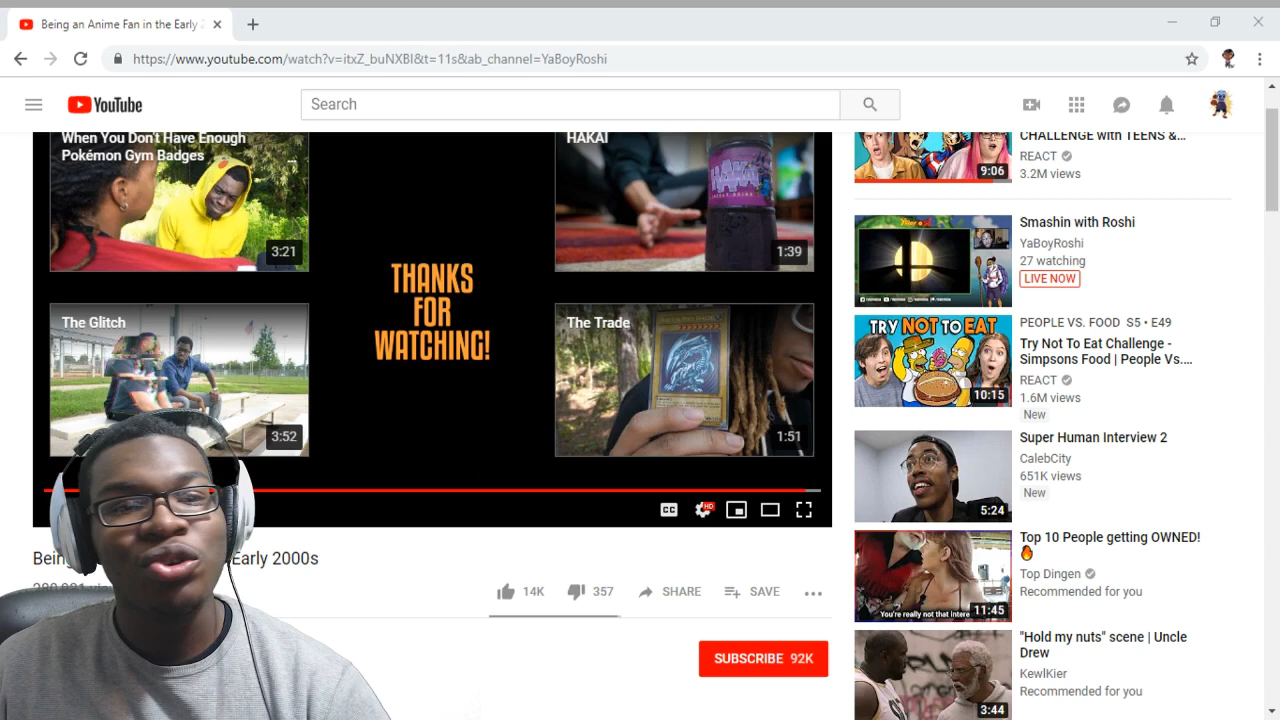 Being an Anime Fan in the Early 2
https://www.youtube.com/watch?v=itxZ_buNXBI&t=11s&ab_channel=YaBoyRoshi
YouTube
Search
When You Don't Have Enough
Pokémon Gym Badges
3:21
HAKAI
HAKAI
1:39
THANKS
FOR
WATCHING!
The Glitch
3:52
The Trade
1:51
CC
HD
Being
Early 2000s
14K
357
SHARE
SAVE
SUBSCRIBE 92K
CHALLENGE with TEENS &...
REACT
3.2M views
9:06
Smashin with Roshi
YaBoyRoshi
27 watching
LIVE NOW
TRY NOT TO EAT
10:15
PEOPLE VS. FOOD S5 • E49
Try Not To Eat Challenge -
Simpsons Food | People Vs....
REACT
1.6M views
New
Super Human Interview 2
CalebCity
651K views
New
5:24
Top 10 People getting OWNED!
Top Dingen
Recommended for you
You're really not that intere
11:45
"Hold my nuts" scene | Uncle
Drew
KewlKier
Recommended for you
3:44